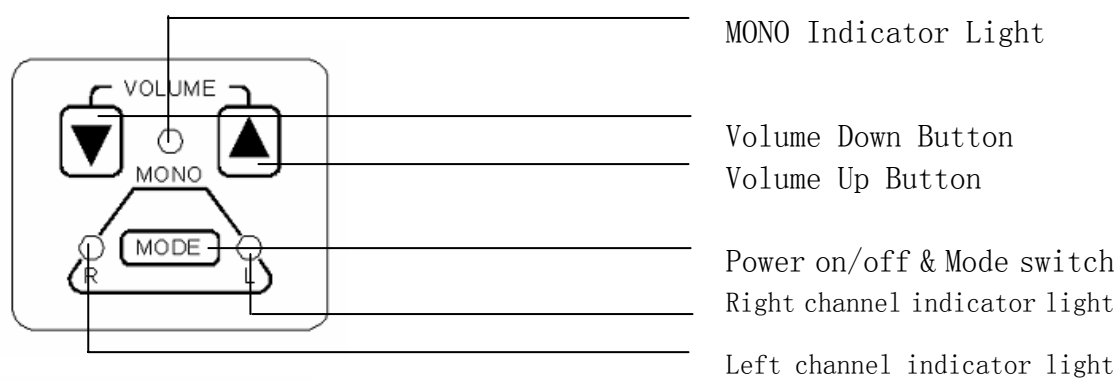 MONO Indicator Light
VOLUME
Volume Down Button
MONO
Volume Up Button
MODE
Power on/off & Mode switch
R
L
Right channel indicator light
Left channel indicator light